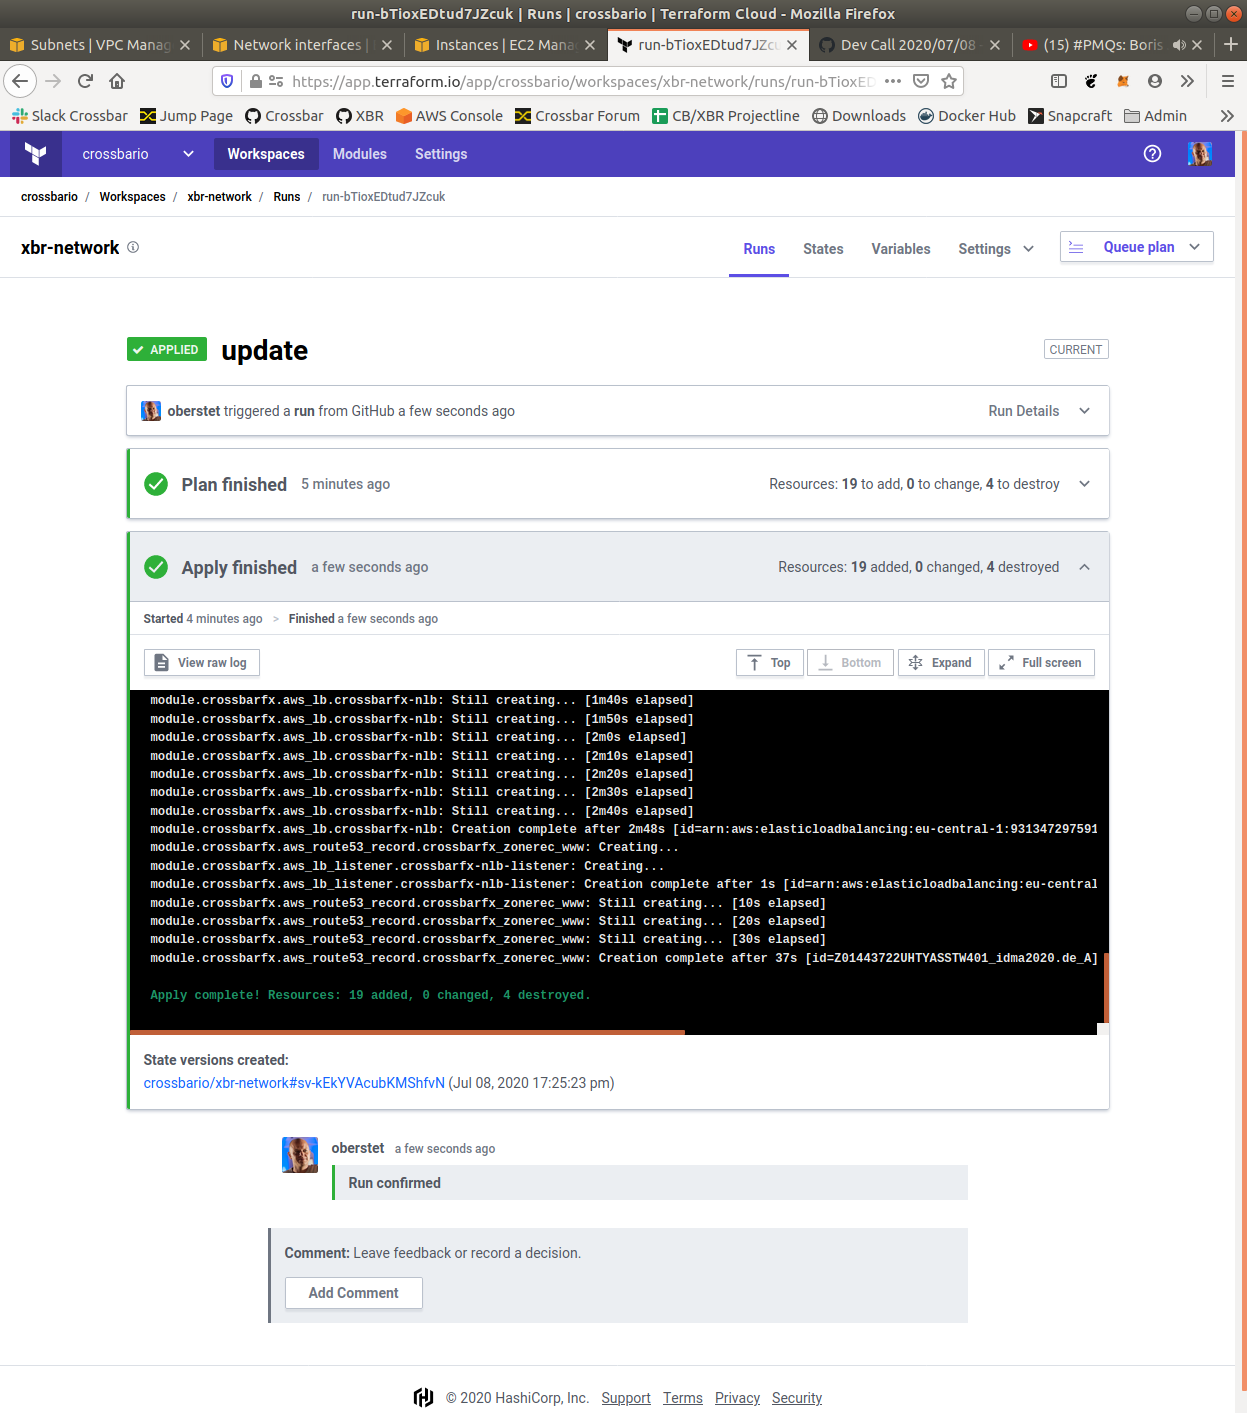 run-bTioxEDtud7JZcuk | Runs | crossbario | Terraform Cloud - Mozilla Firefox
Subnets | VPC Manag
Network interfaces |
Instances | EC2 Mana
run-bTioxEDtud7JZcu
Dev Call 2020/07/08
(15) #PMQs: Boris
https://app.terraform.io/app/crossbario/workspaces/xbr-network/runs/run-bTioxED
Slack Crossbar Jump Page Crossbar XBR AWS Console Crossbar Forum CB/XBR Projectline Downloads Docker Hub Snapcraft Admin
crossbario Workspaces Modules Settings
crossbario / Workspaces / xbr-network / Runs / run-bTioxEDtud7JZcuk
xbr-network Runs States Variables Settings Queue plan
APPLIED update CURRENT
oberstet triggered a run from GitHub a few seconds ago Run Details
Plan finished 5 minutes ago Resources: 19 to add, 0 to change, 4 to destroy
Apply finished a few seconds ago Resources: 19 added, 0 changed, 4 destroyed
Started 4 minutes ago > Finished a few seconds ago
View raw log Top Bottom Expand Full screen
module.crossbarfx.aws_lb.crossbarfx-nlb: Still creating... [1m40s elapsed]
module.crossbarfx.aws_lb.crossbarfx-nlb: Still creating... [1m50s elapsed]
module.crossbarfx.aws_lb.crossbarfx-nlb: Still creating... [2m0s elapsed]
module.crossbarfx.aws_lb.crossbarfx-nlb: Still creating... [2m10s elapsed]
module.crossbarfx.aws_lb.crossbarfx-nlb: Still creating... [2m20s elapsed]
module.crossbarfx.aws_lb.crossbarfx-nlb: Still creating... [2m30s elapsed]
module.crossbarfx.aws_lb.crossbarfx-nlb: Still creating... [2m40s elapsed]
module.crossbarfx.aws_lb.crossbarfx-nlb: Creation complete after 2m48s [id=arn:aws:elasticloadbalancing:eu-central-1:931347297591
module.crossbarfx.aws_route53_record.crossbarfx_zonerec_www: Creating...
module.crossbarfx.aws_lb_listener.crossbarfx-nlb-listener: Creating...
module.crossbarfx.aws_lb_listener.crossbarfx-nlb-listener: Creation complete after 1s [id=arn:aws:elasticloadbalancing:eu-central
module.crossbarfx.aws_route53_record.crossbarfx_zonerec_www: Still creating... [10s elapsed]
module.crossbarfx.aws_route53_record.crossbarfx_zonerec_www: Still creating... [20s elapsed]
module.crossbarfx.aws_route53_record.crossbarfx_zonerec_www: Still creating... [30s elapsed]
module.crossbarfx.aws_route53_record.crossbarfx_zonerec_www: Creation complete after 37s [id=Z01443722UHTYASSTW401_idma2020.de_A]
Apply complete! Resources: 19 added, 0 changed, 4 destroyed.
State versions created:
crossbario/xbr-network#sv-kEkYVAcubKMShfvN (Jul 08, 2020 17:25:23 pm)
oberstet a few seconds ago
Run confirmed
Comment: Leave feedback or record a decision.
Add Comment
© 2020 HashiCorp, Inc. Support Terms Privacy Security